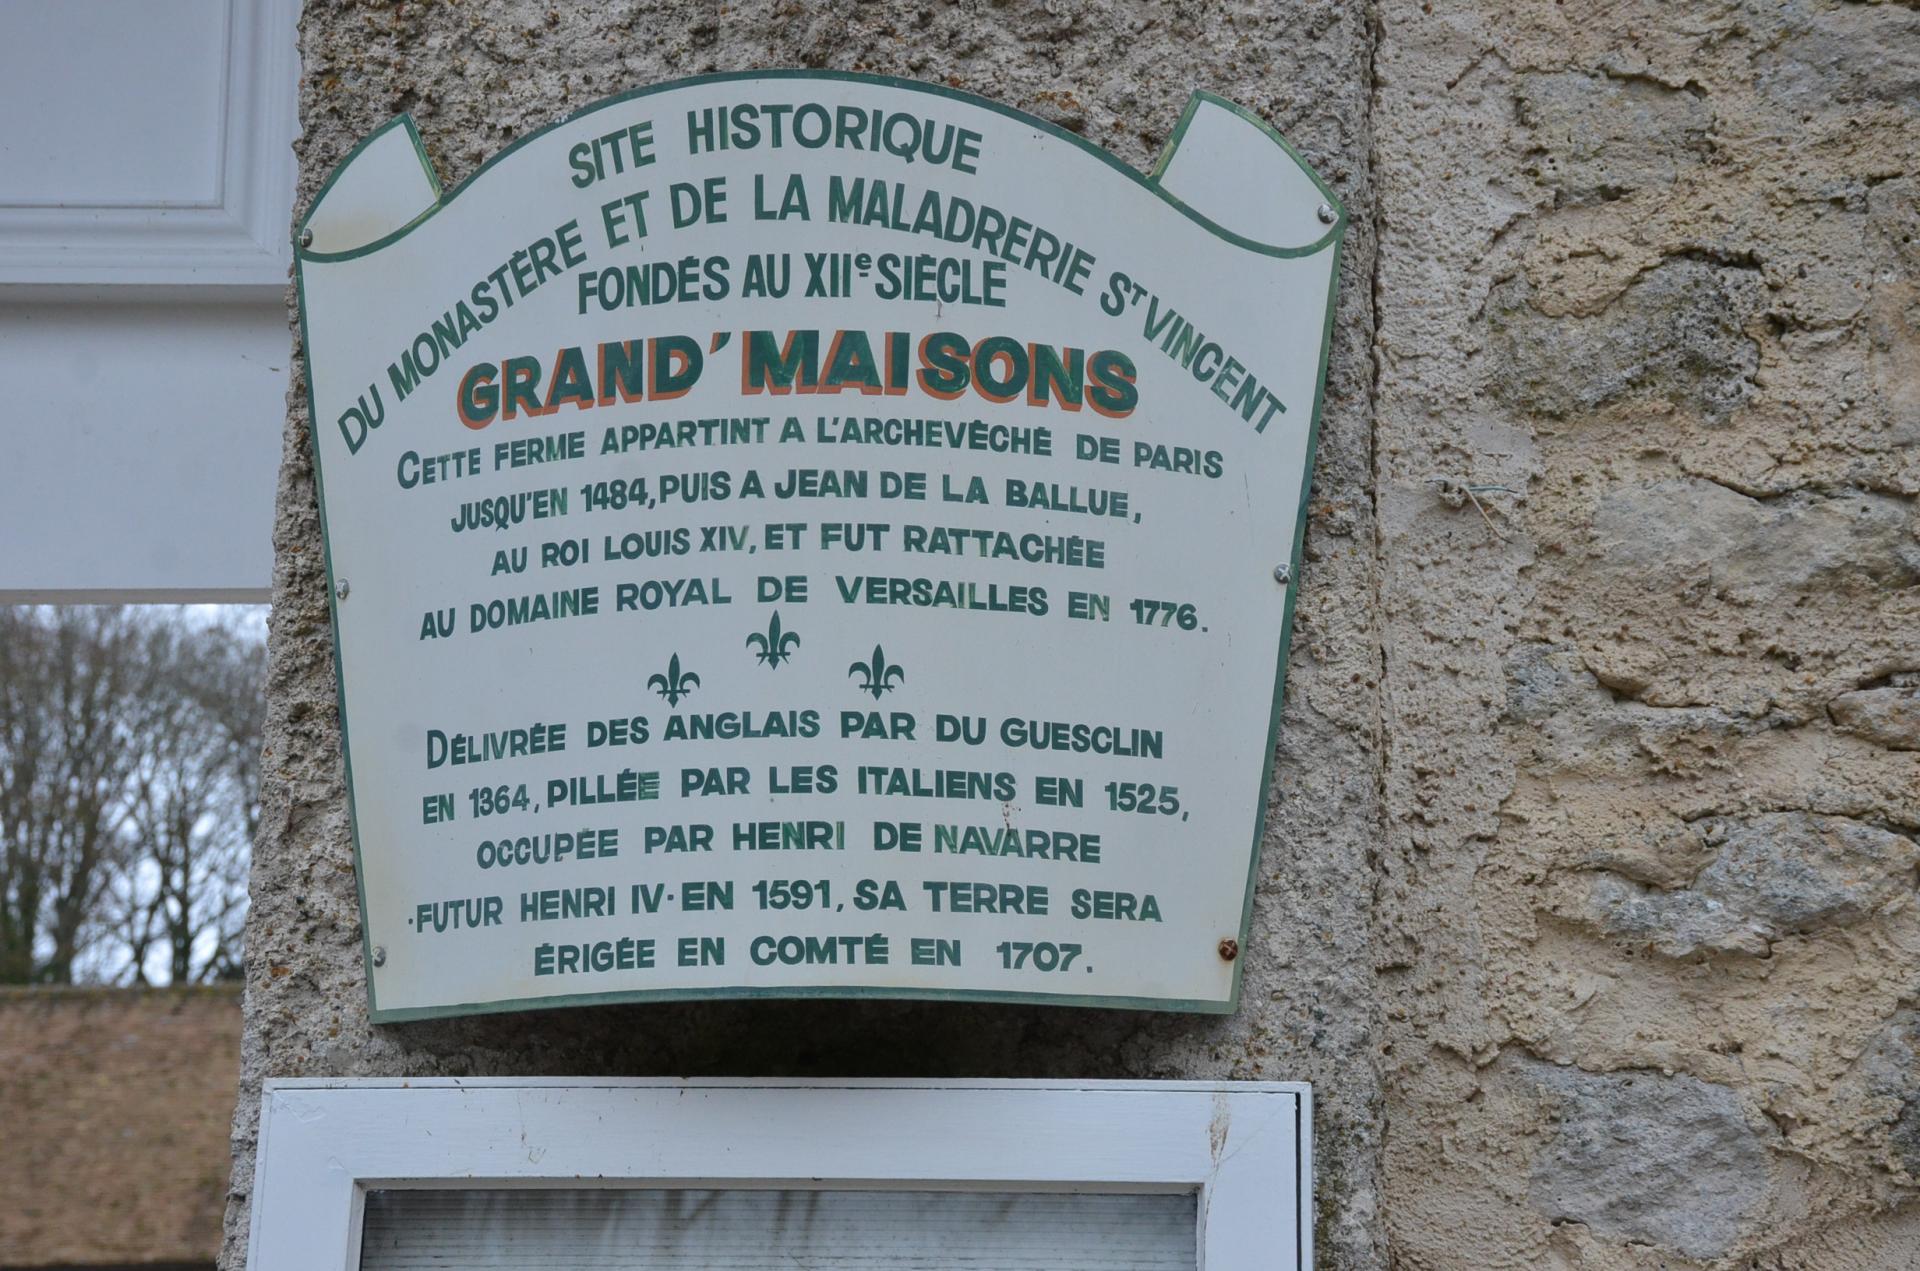 SITE HISTORIQUE
DU MONASTÈRE ET DE LA MALADRERIE ST VINCENT
FONDÉS AU XIIe SIÈCLE
GRAND' MAISONS
CETTE FERME APPARTINT A L'ARCHEVÊCHÉ DE PARIS
JUSQU'EN 1484, PUIS A JEAN DE LA BALLUE,
AU ROI LOUIS XIV, ET FUT RATTACHÉE
AU DOMAINE ROYAL DE VERSAILLES EN 1776.
DÉLIVRÉE DES ANGLAIS PAR DU GUESCLIN
EN 1364, PILLÉE PAR LES ITALIENS EN 1525,
OCCUPÉE PAR HENRI DE NAVARRE
·FUTUR HENRI IV· EN 1591, SA TERRE SERA
ÉRIGÉE EN COMTÉ EN 1707.